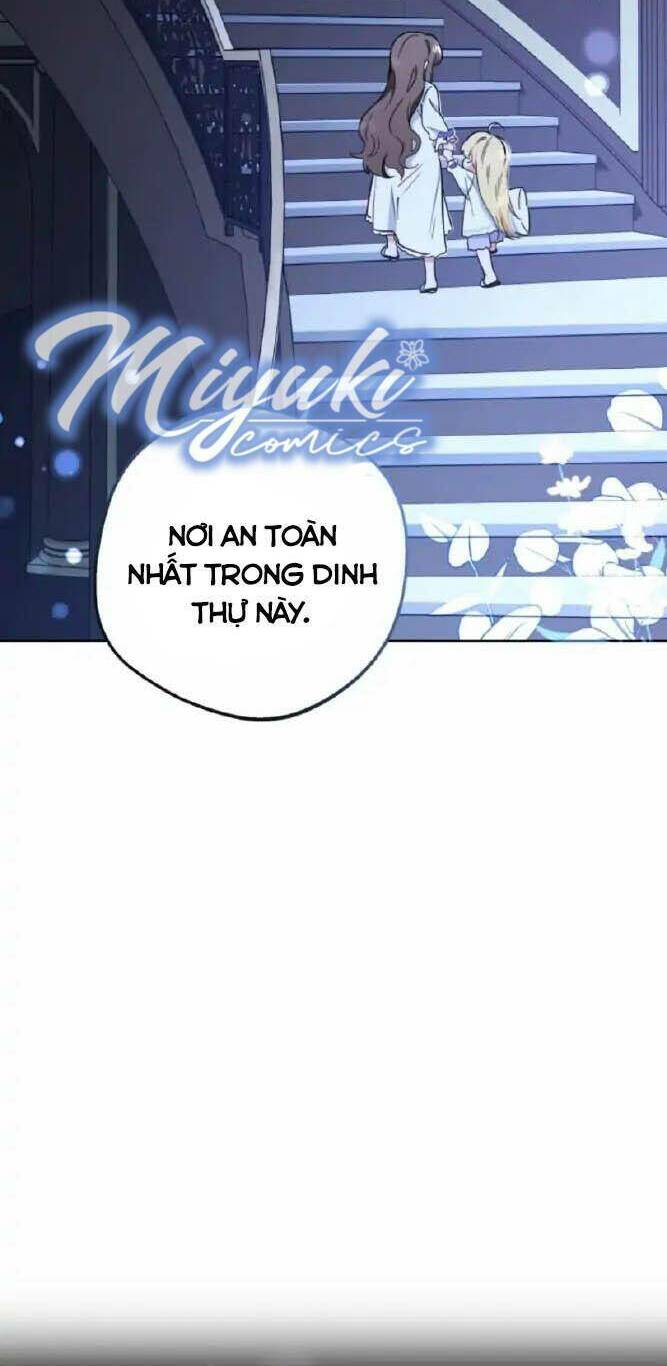 Miyuki
comics
NƠI AN TOÀN
NHẤT TRONG DINH
THỰ NÀY.